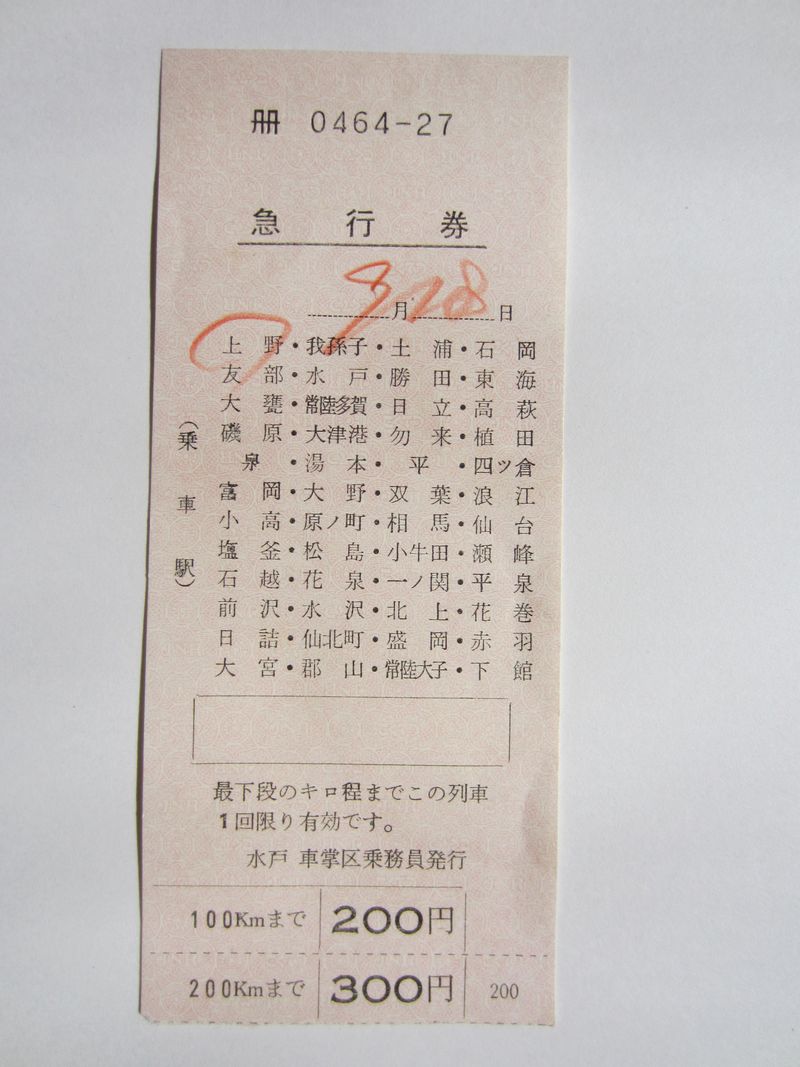 冊 0464-27
急行券
3月28日
(乗車駅)
上野・我孫子・土浦・石岡
友部・水戸・勝田・東海
大甕・常陸多賀・日立・高萩
磯原・大津港・勿来・植田
泉・湯本・平・四ツ倉
富岡・大野・双葉・浪江
小高・原ノ町・相馬・仙台
塩釜・松島・小牛田・瀬峰
石越・花泉・一ノ関・平泉
前沢・水沢・北上・花巻
日詰・仙北町・盛岡・赤羽
大宮・郡山・常陸大子・下館
最下段のキロ程までこの列車
1回限り有効です。
水戸 車掌区乗務員発行
100Kmまで 200円
200Kmまで 300円 200